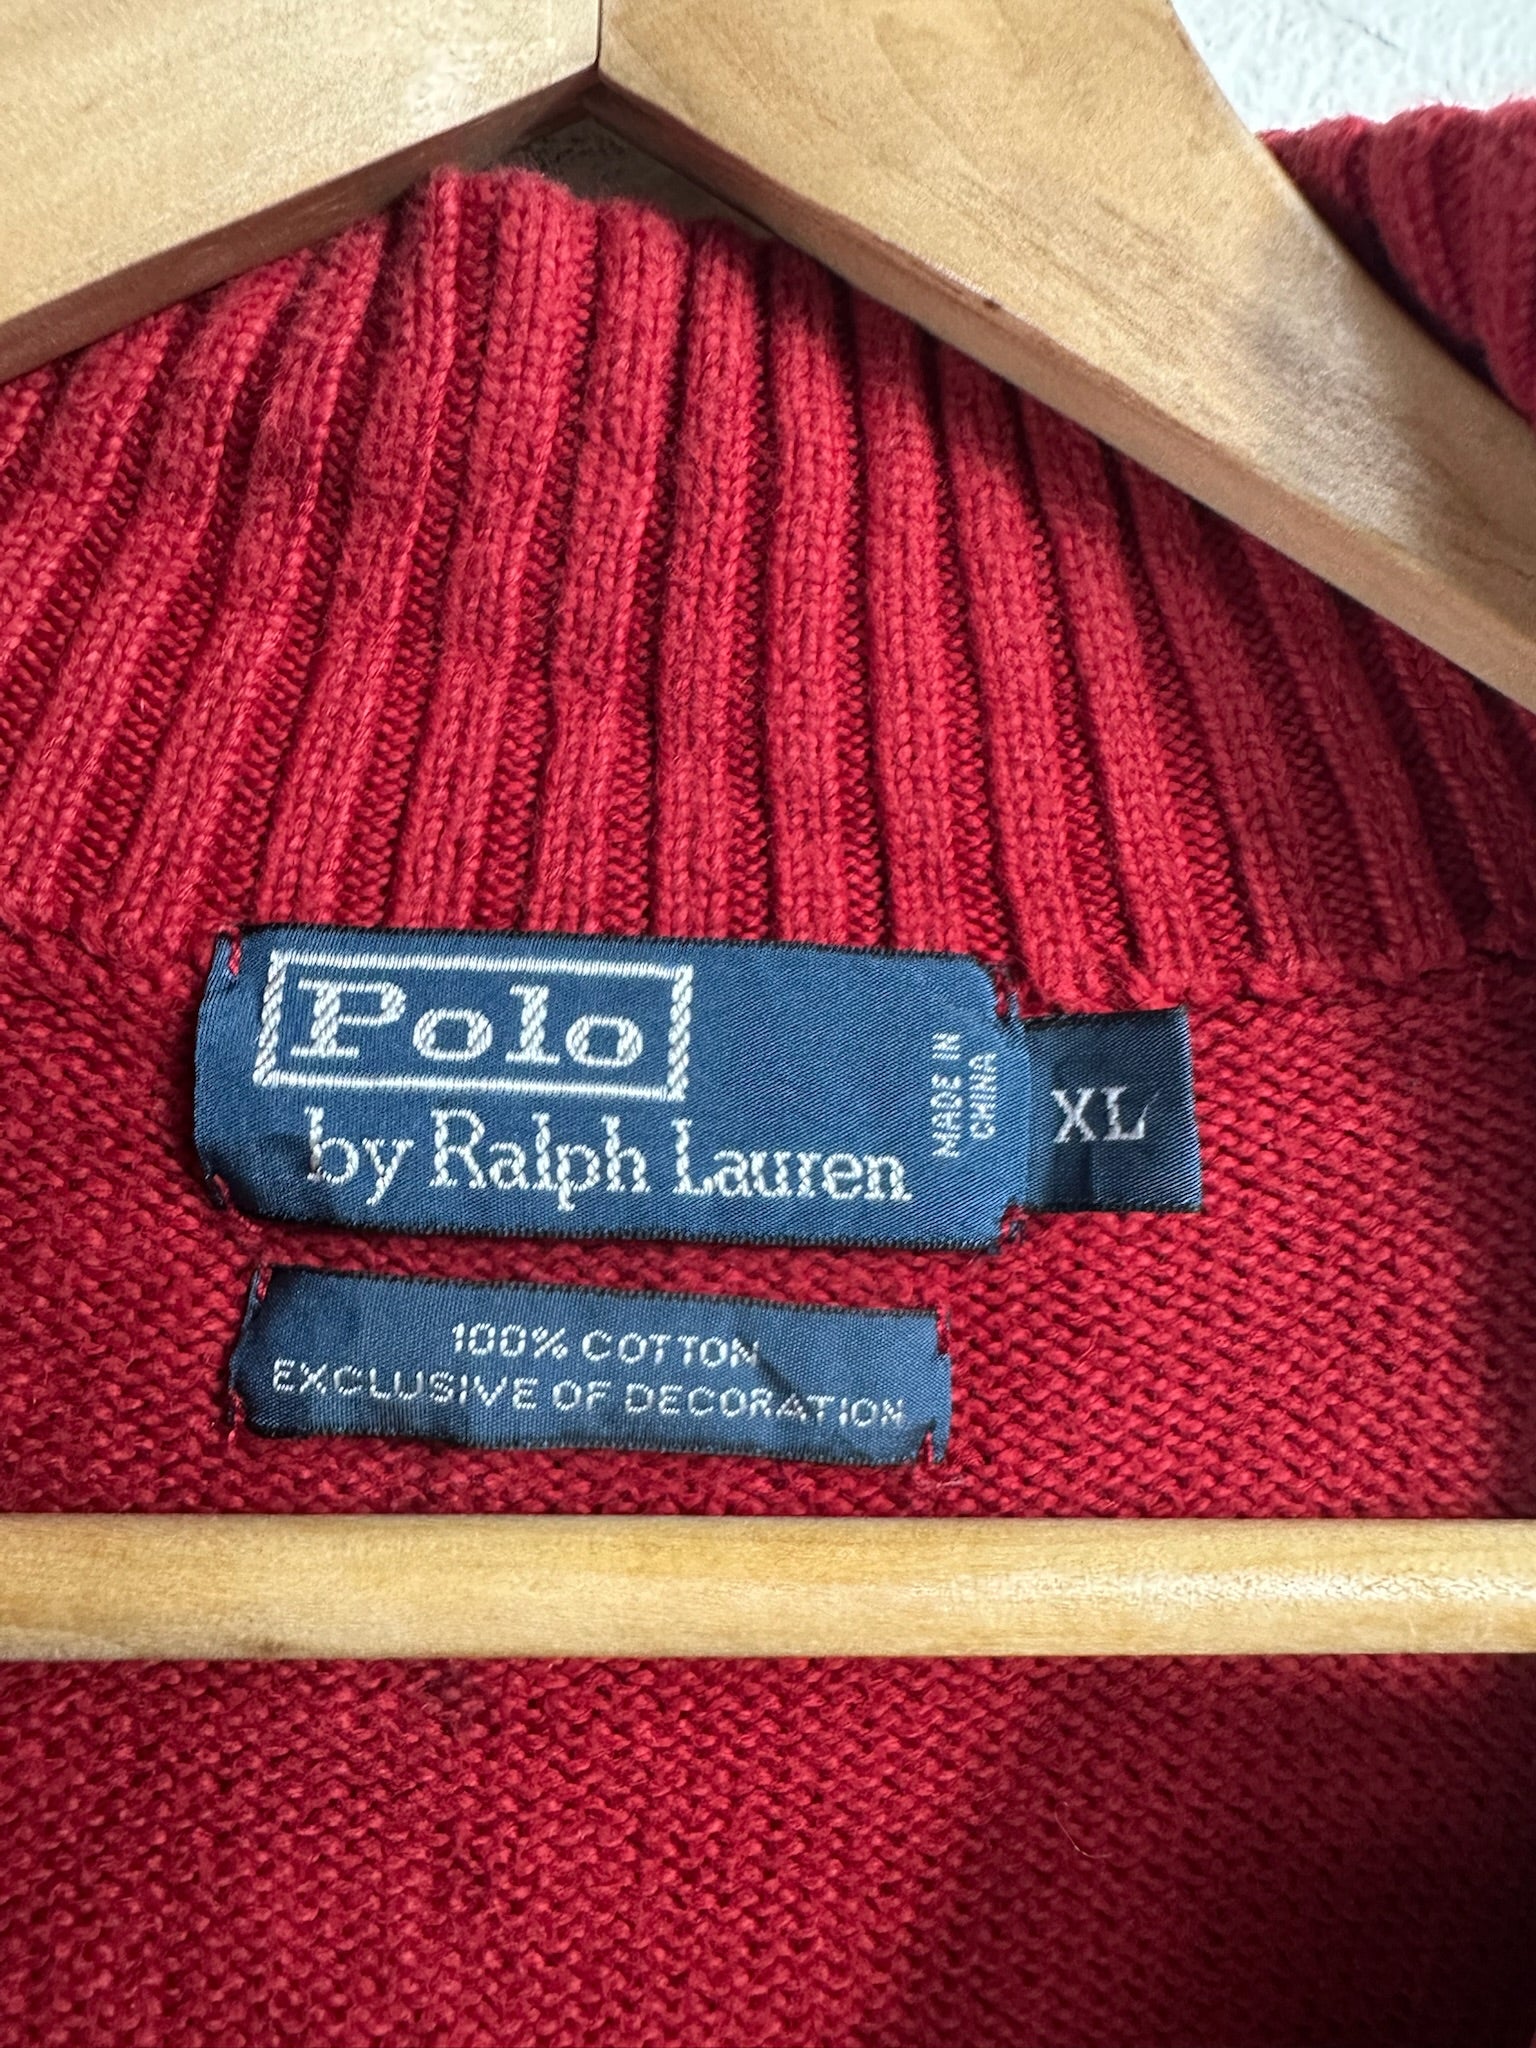 Polo
by Ralph Lauren
MADE IN
CHINA
XL
100% COTTON
EXCLUSIVE OF DECORATION